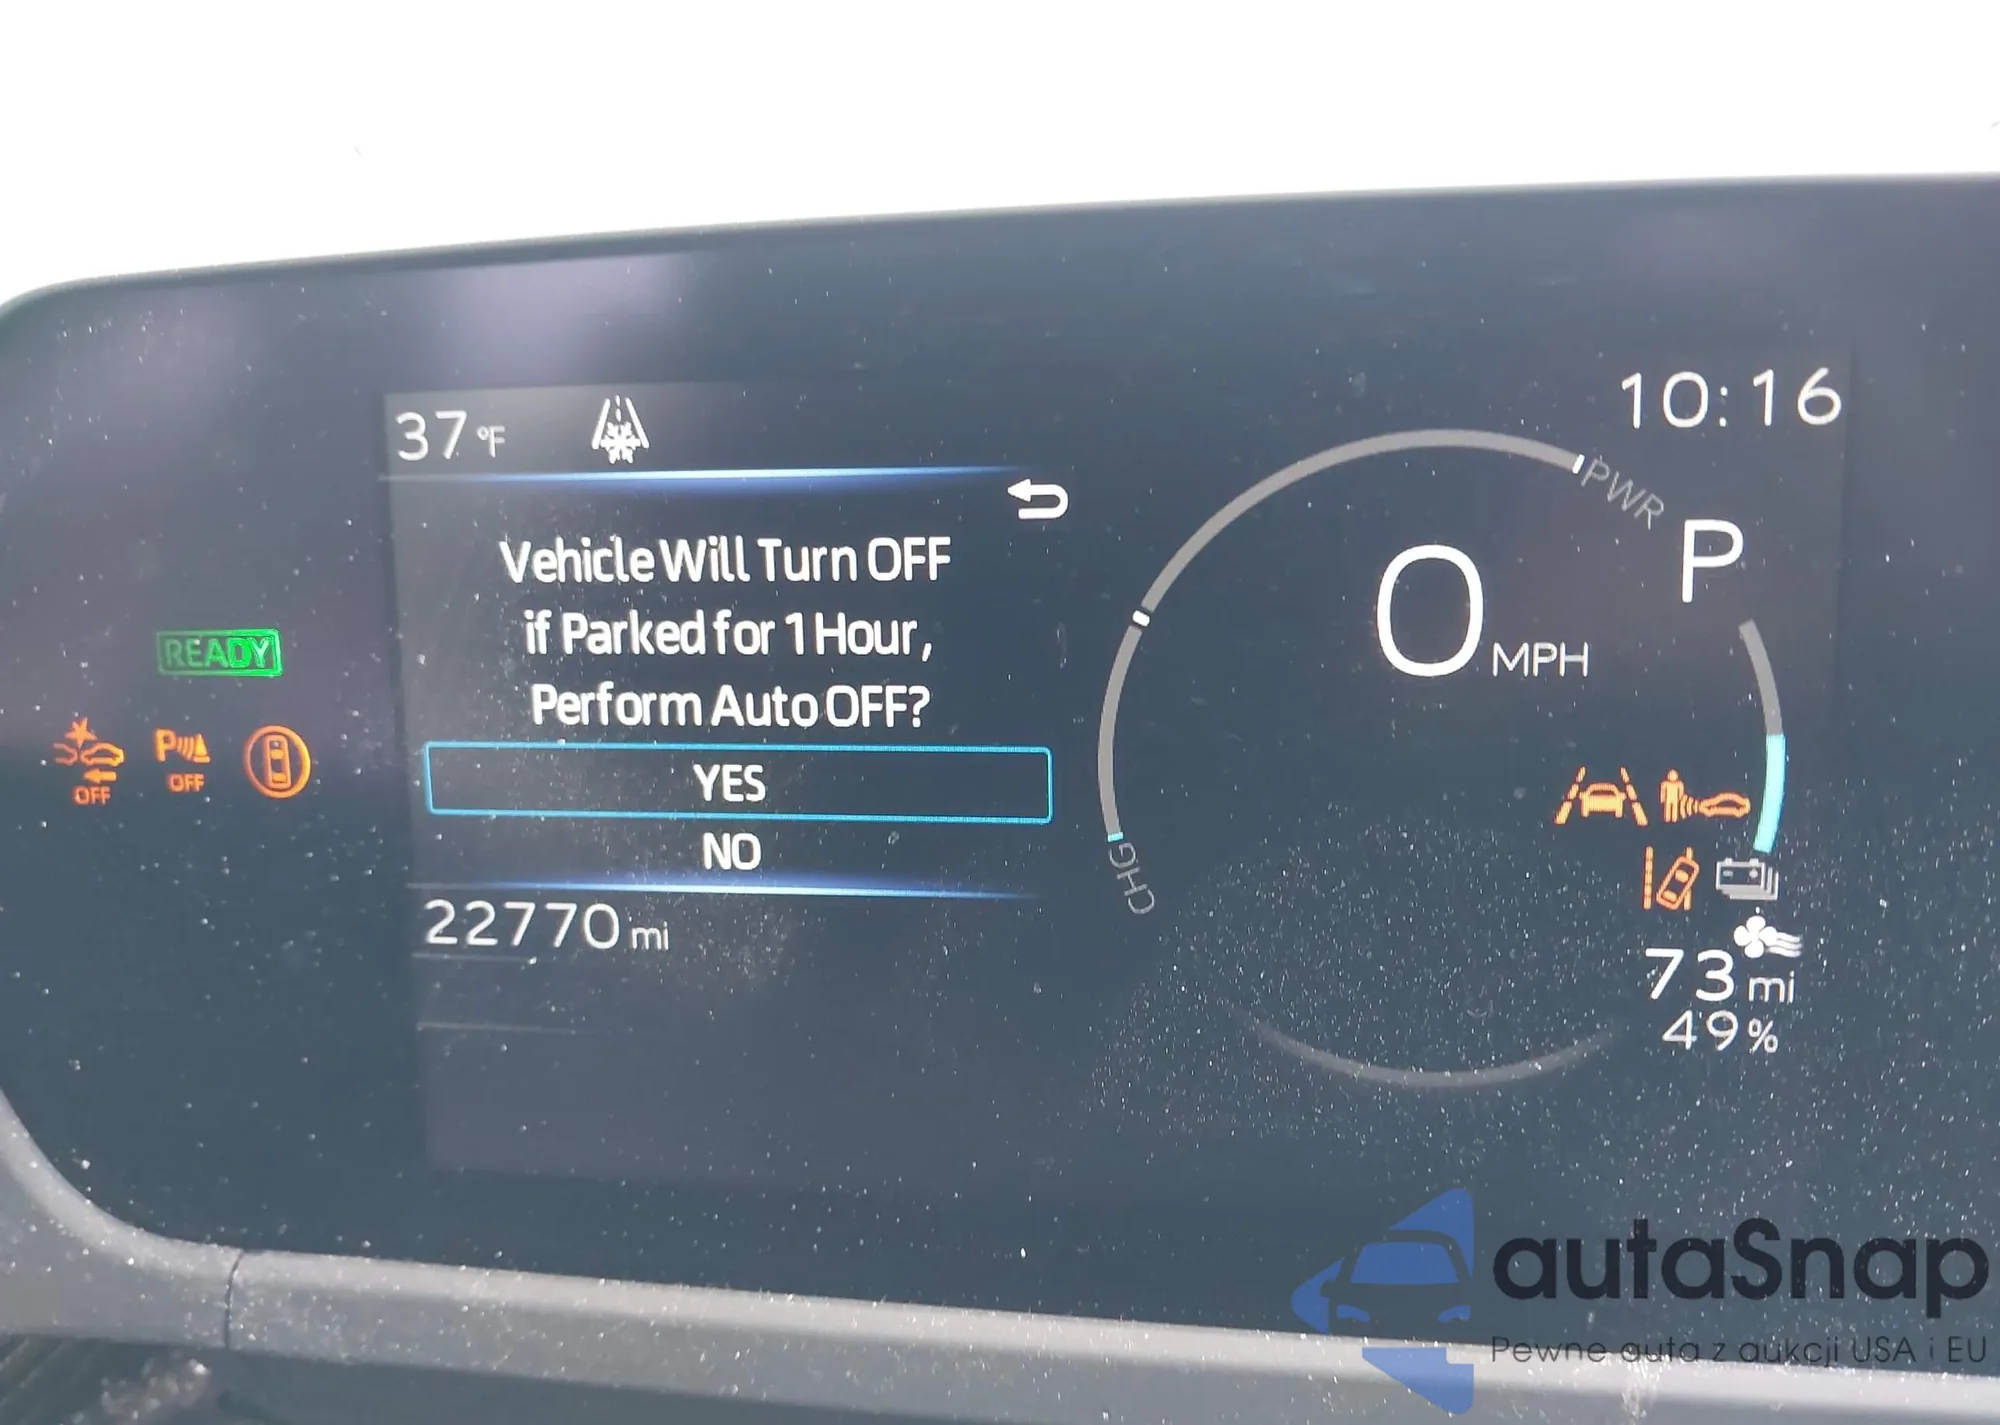 37 °F
10:16
PWR
Vehicle Will Turn OFF
if Parked for 1 Hour,
Perform Auto OFF?
P
0 MPH
READY
OFF
P OFF
YES
NO
CHG
22770 mi
73 mi
49%
autaSnap
Pewne auta z aukcji USA i EU